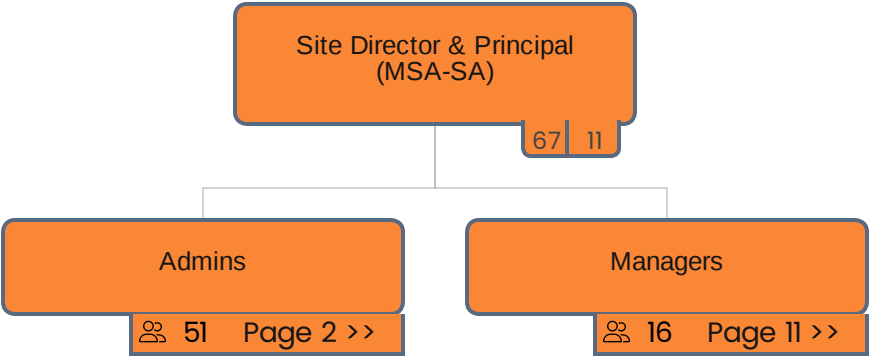 Site Director & Principal
(MSA-SA)
67 11
Admins
51 Page 2 >>
Managers
16 Page 11 >>